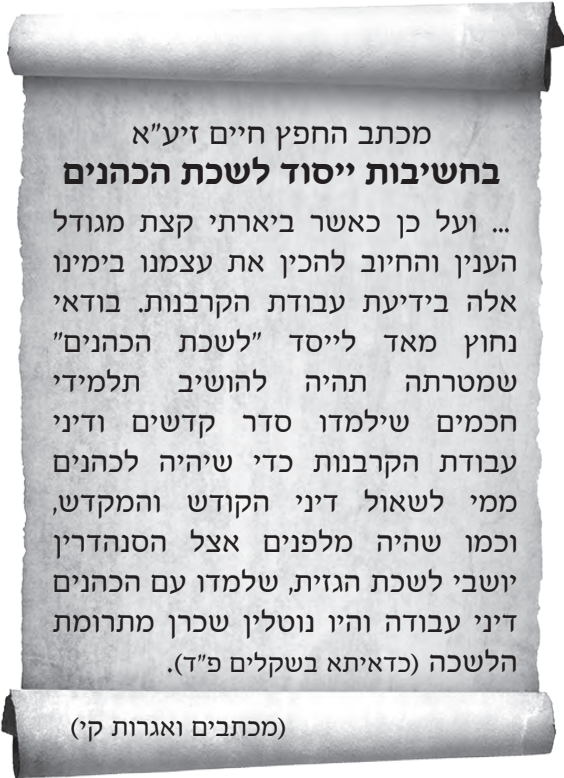 מכתב החפץ חיים זיע"א
בחשיבות ייסוד לשכת הכהנים
... ועל כן כאשר ביארתי קצת מגודל
הענין והחיוב להכין את עצמנו בימינו
אלה בידיעת עבודת הקרבנות. בודאי
נחוץ מאד לייסד "לשכת הכהנים"
שמטרתה תהיה להושיב תלמידי
חכמים שילמדו סדר קדשים ודיני
עבודת הקרבנות כדי שיהיה לכהנים
ממי לשאול דיני הקודש והמקדש,
וכמו שהיה מלפנים אצל הסנהדרין
יושבי לשכת הגזית, שלמדו עם הכהנים
דיני עבודה והיו נוטלין שכרן מתרומת
הלשכה (כדאיתא בשקלים פ"ד).
(מכתבים ואגרות קי)